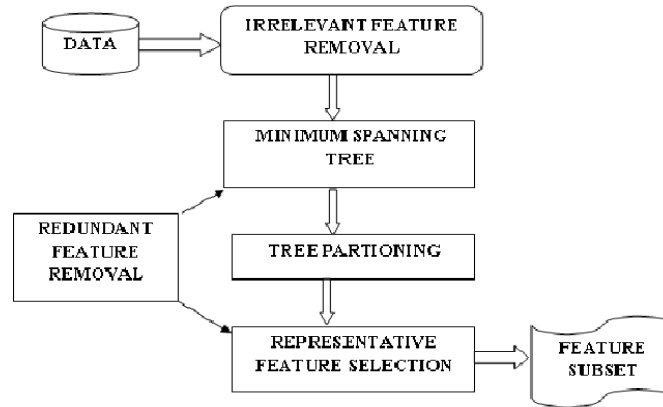 DATA
IRRELEVANT FEATURE
REMOVAL
MINIMUM SPANNING
TREE
REDUNDANT
FEATURE
REMOVAL
TREE PARTIONING
REPRESENTATIVE
FEATURE SELECTION
FEATURE
SUBSET